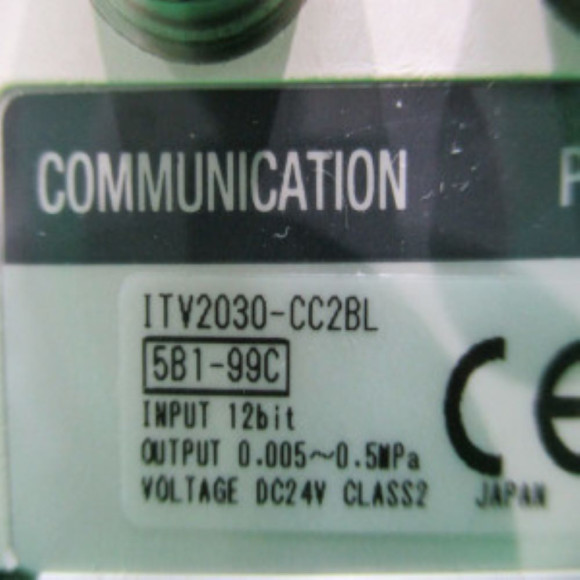 COMMUNICATION
ITV2030-CC2BL
5B1-99C
INPUT 12bit
OUTPUT 0.005～0.5MPa
VOLTAGE DC24V CLASS2
CE
JAPAN